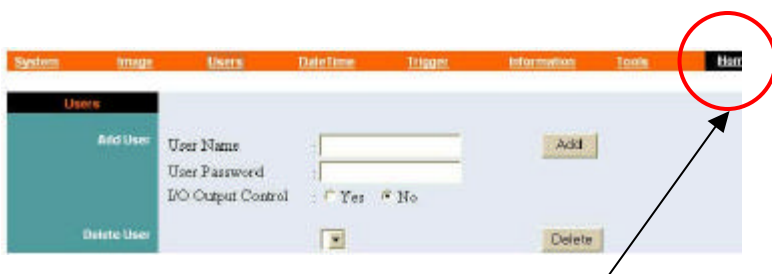 System Image Users DateTime Trigger Information Tools Hom
Users
Add User
User Name : Add
User Password :
I/O Output Control : Yes No
Delete User Delete